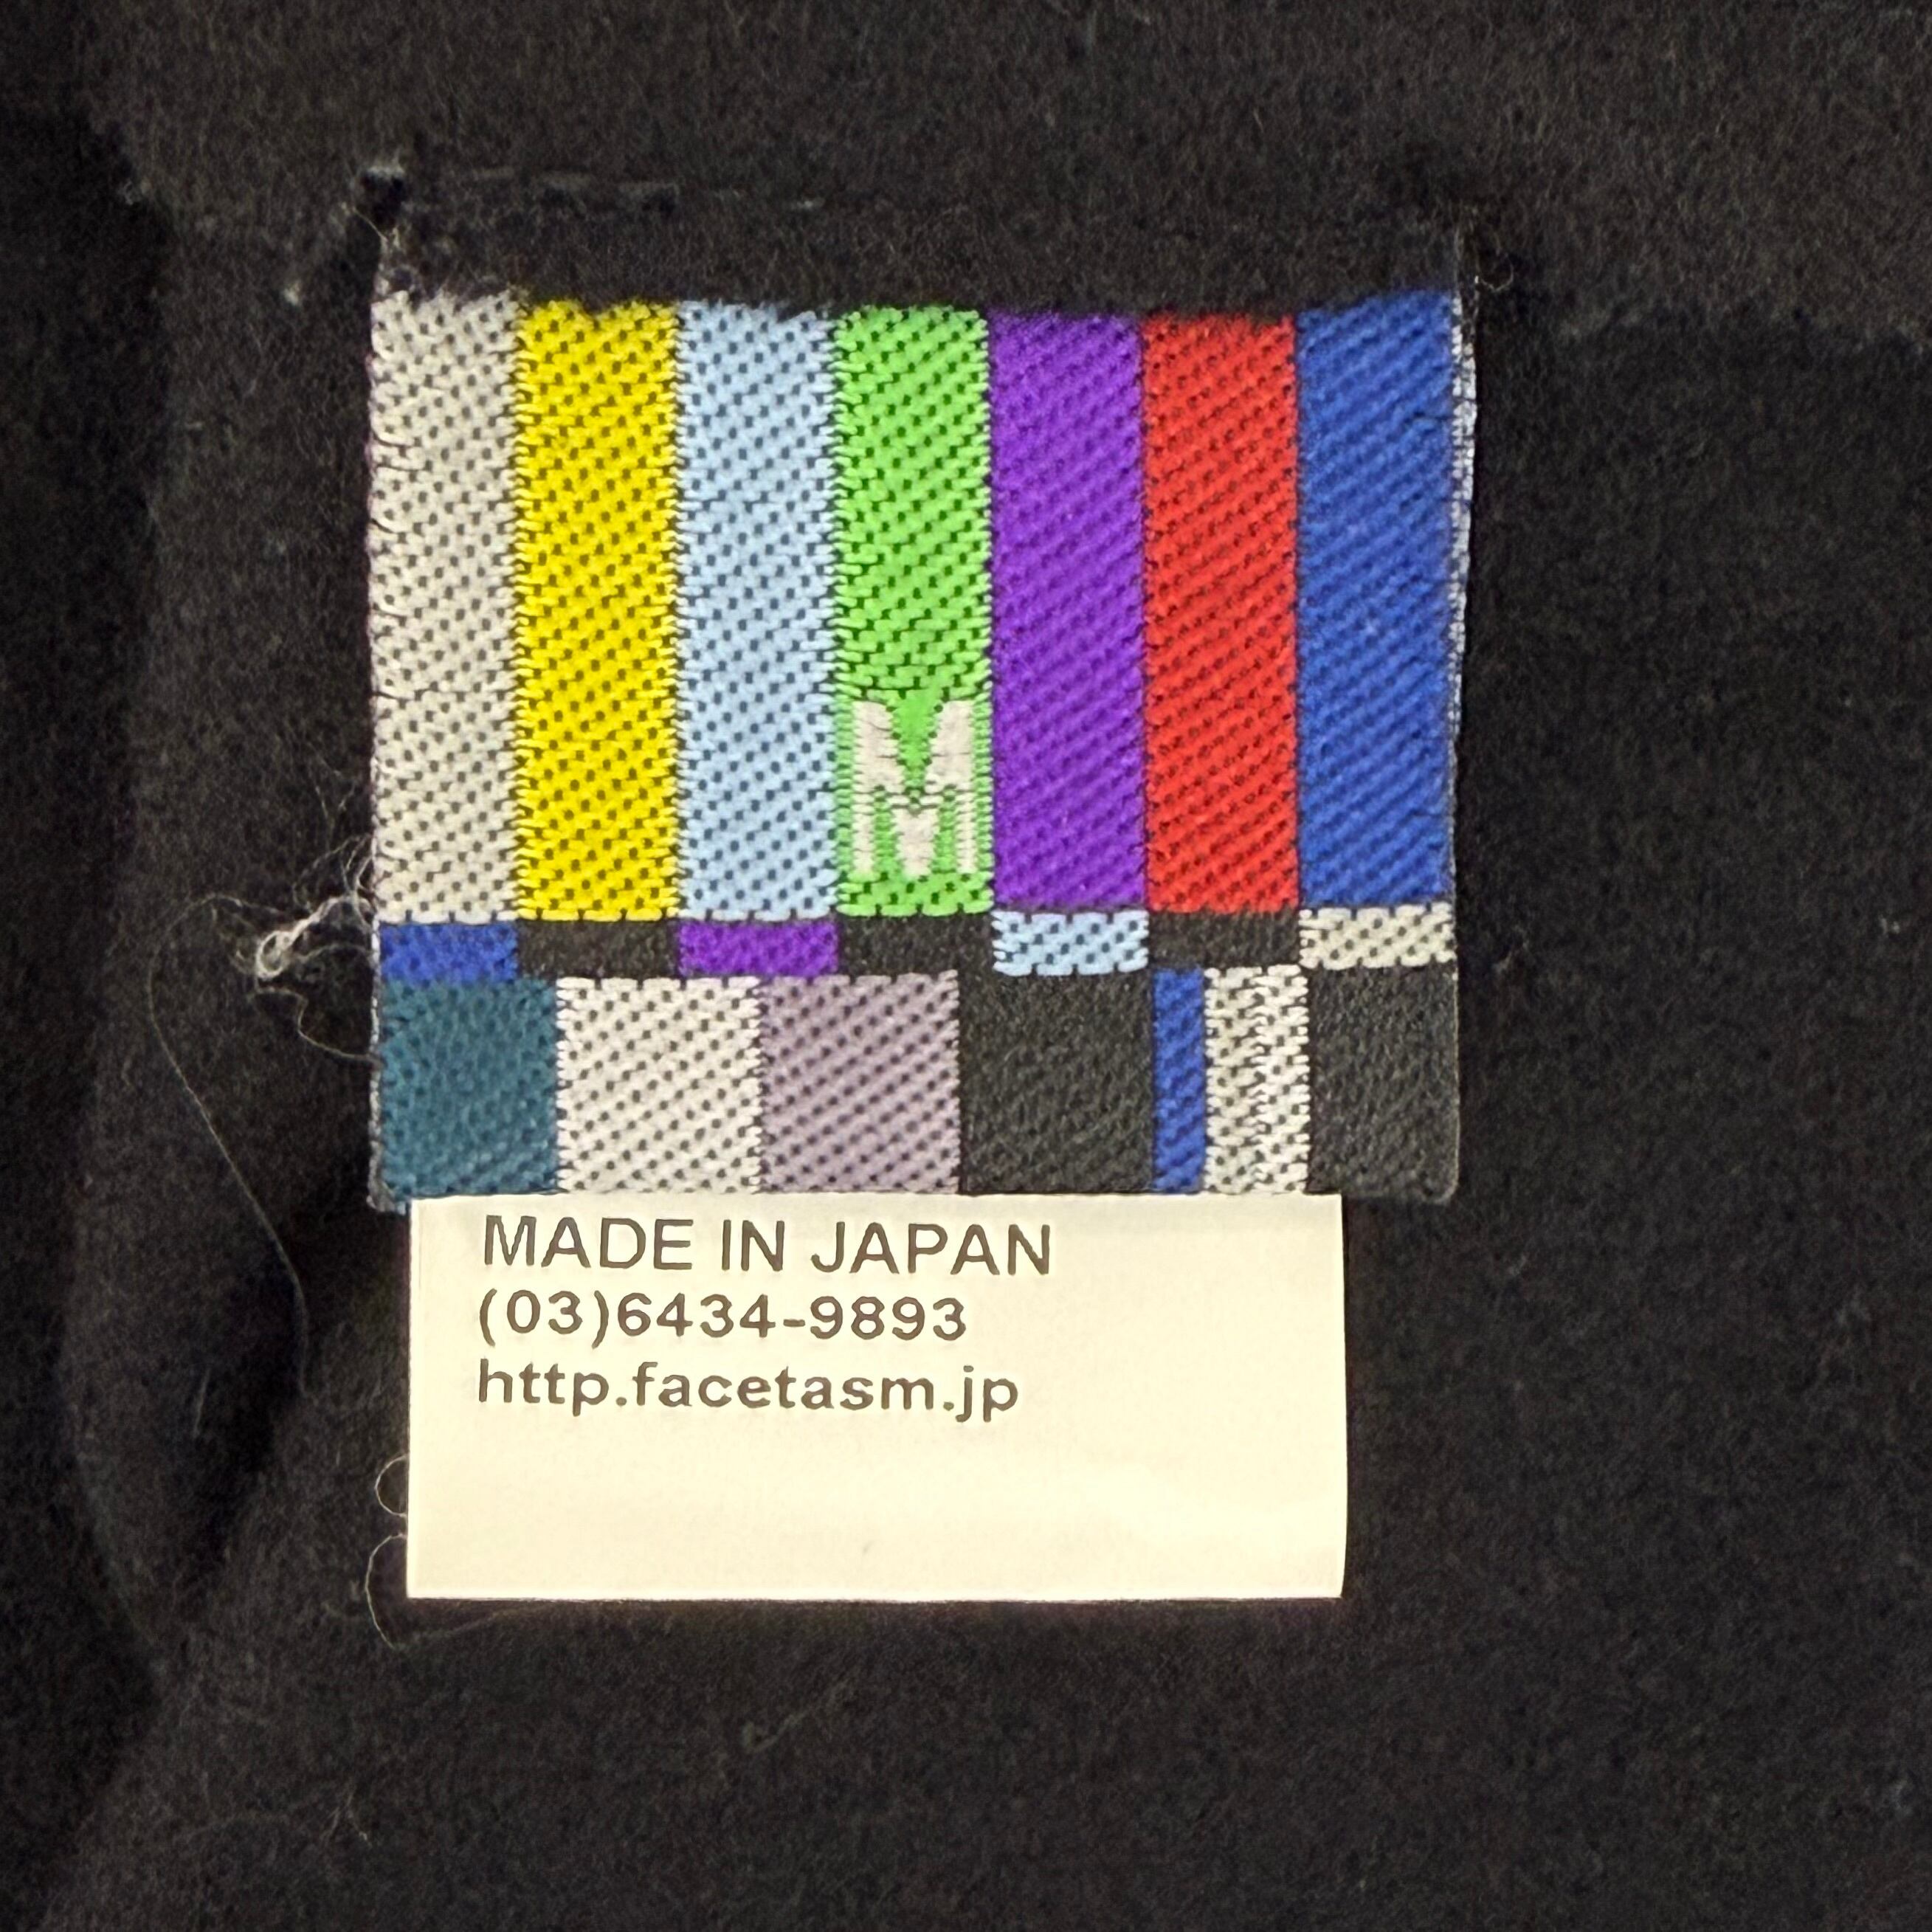 M
MADE IN JAPAN
(03)6434-9893
http.facetasm.jp